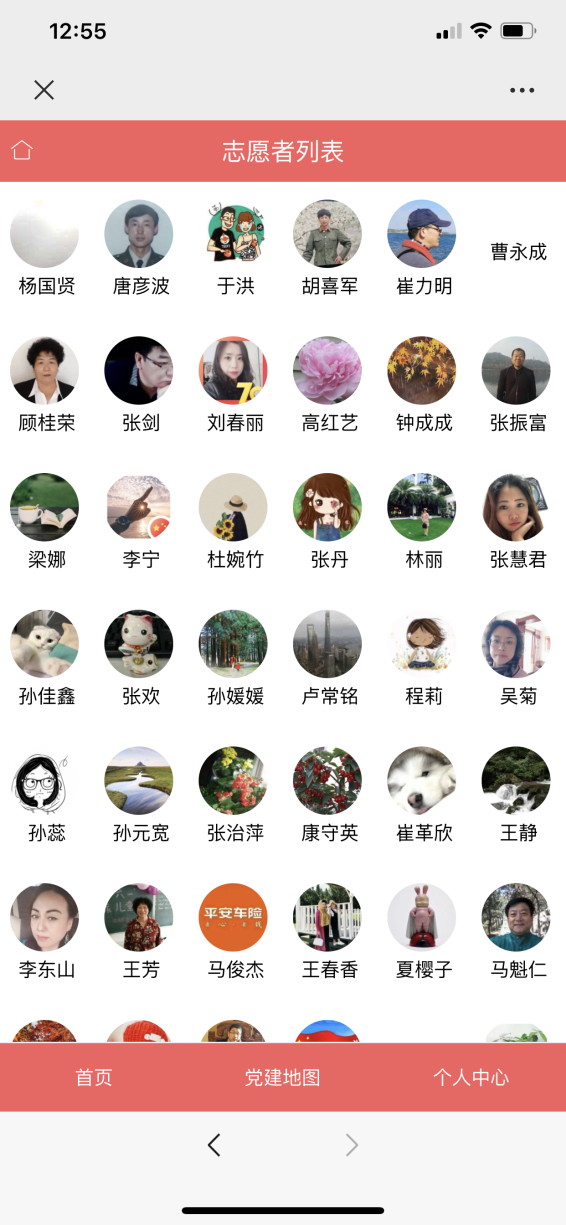 12:55
志愿者列表
杨国贤 唐彦波 于洪 胡喜军 崔力明 曹永成
顾桂荣 张剑 刘春丽 高红艺 钟成成 张振富
梁娜 李宁 杜婉竹 张丹 林丽 张慧君
孙佳鑫 张欢 孙媛媛 卢常铭 程莉 吴菊
孙蕊 孙元宽 张治萍 康守英 崔革欣 王静
平安车险
李东山 王芳 马俊杰 王春香 夏樱子 马魁仁
首页 党建地图 个人中心